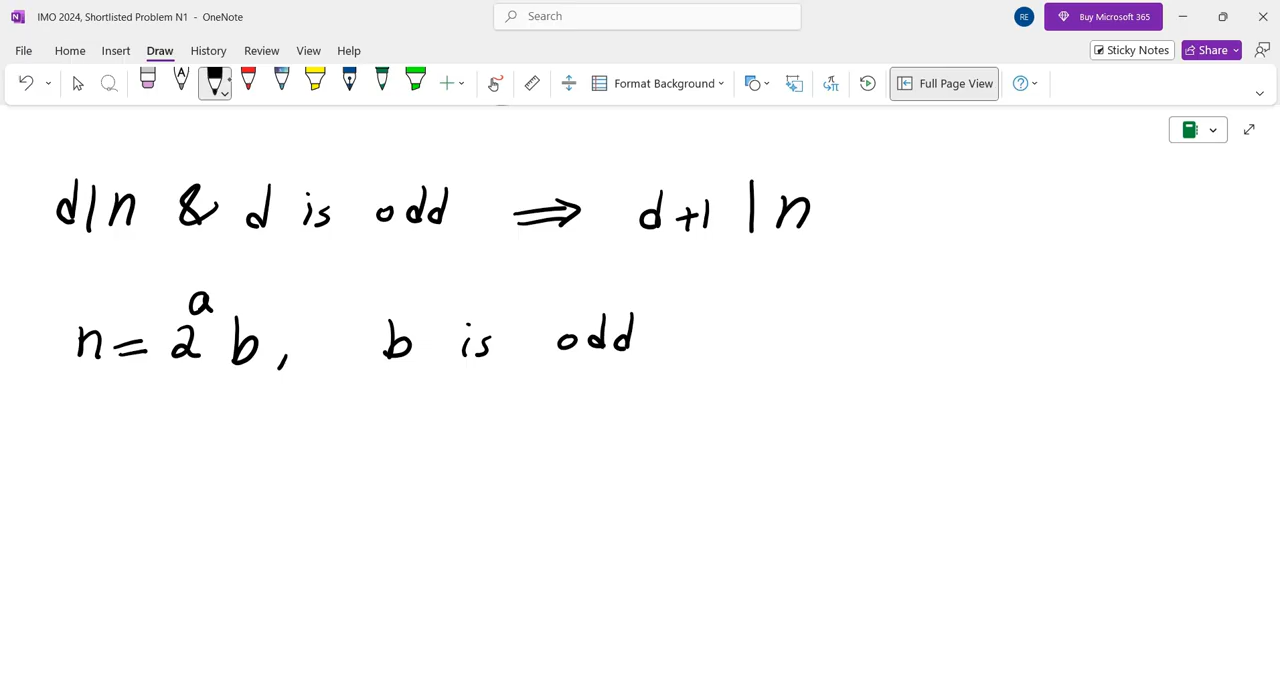 IMO 2024, Shortlisted Problem N1 - OneNote
Search
RE
Buy Microsoft 365
File Home Insert Draw History Review View Help
Sticky Notes
Share
A
Format Background
Full Page View
d|n & d is odd ⟹ d+1 | n
n = 2^a b, b is odd